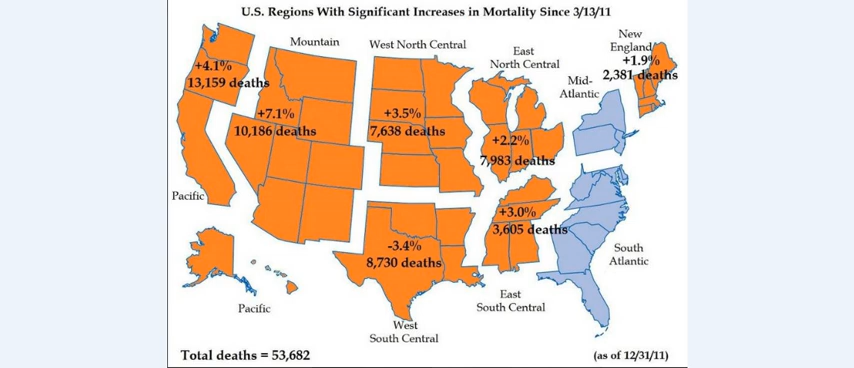 U.S. Regions With Significant Increases in Mortality Since 3/13/11
New
England
+1.9%
2,381 deaths
Mountain
West North Central
East
North Central
Mid-
Atlantic
+4.1%
13,159 deaths
+7.1%
10,186 deaths
+3.5%
7,638 deaths
+2.2%
7,983 deaths
Pacific
+3.0%
3,605 deaths
-3.4%
8,730 deaths
South
Atlantic
Pacific
East
South Central
West
South Central
Total deaths = 53,682
(as of 12/31/11)